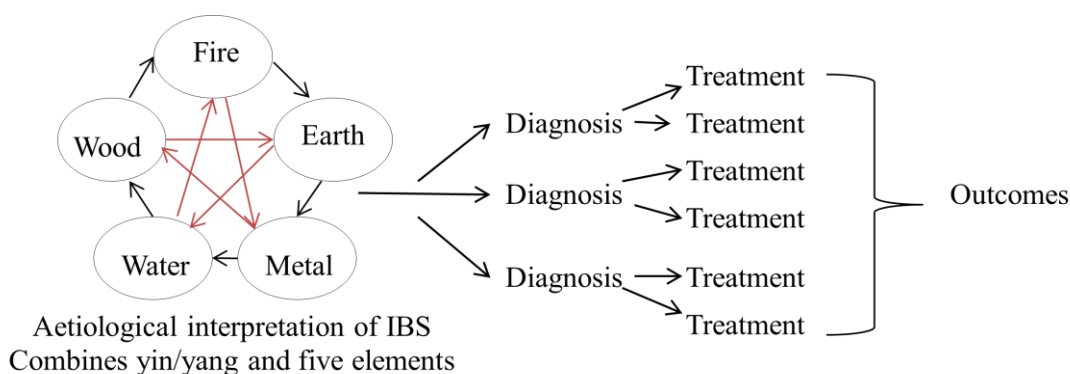 Fire
Earth
Wood
Water
Metal
Aetiological interpretation of IBS
Combines yin/yang and five elements
Diagnosis
Diagnosis
Diagnosis
Treatment
Treatment
Treatment
Treatment
Treatment
Treatment
Outcomes